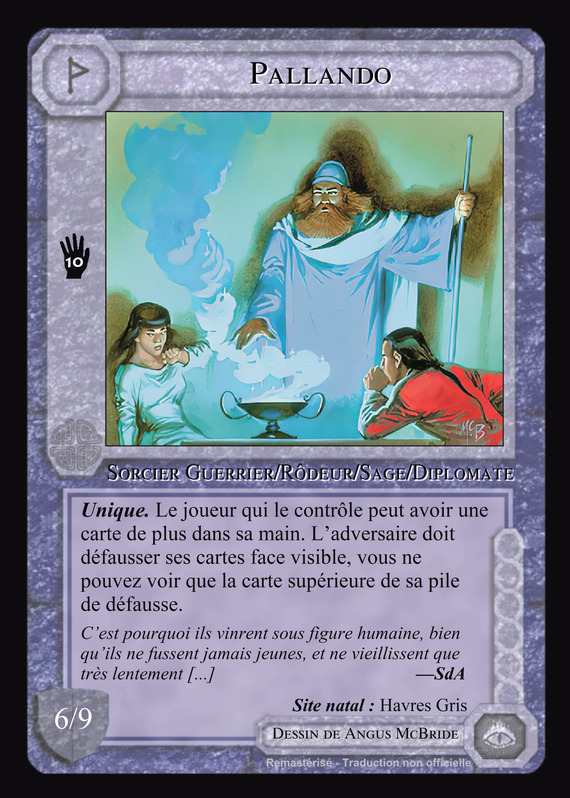 PALLANDO
10
McB
SORCIER GUERRIER/RÔDEUR/SAGE/DIPLOMATE
Unique. Le joueur qui le contrôle peut avoir une
carte de plus dans sa main. L’adversaire doit
défausser ses cartes face visible, vous ne
pouvez voir que la carte supérieure de sa pile
de défausse.
C’est pourquoi ils vinrent sous figure humaine, bien
qu’ils ne fussent jamais jeunes, et ne vieillissent que
très lentement [...] —SdA
Site natal : Havres Gris
6/9
DESSIN DE ANGUS MCBRIDE
Remastérisé - Traduction non officielle